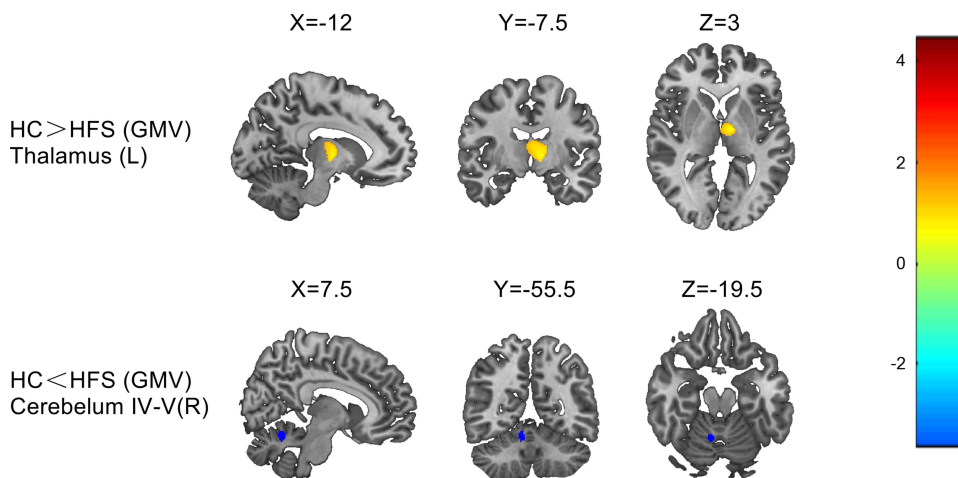 X=-12 Y=-7.5 Z=3
HC＞HFS (GMV)
Thalamus (L)
X=7.5 Y=-55.5 Z=-19.5
HC＜HFS (GMV)
Cerebelum IV-V(R)
4
2
0
-2